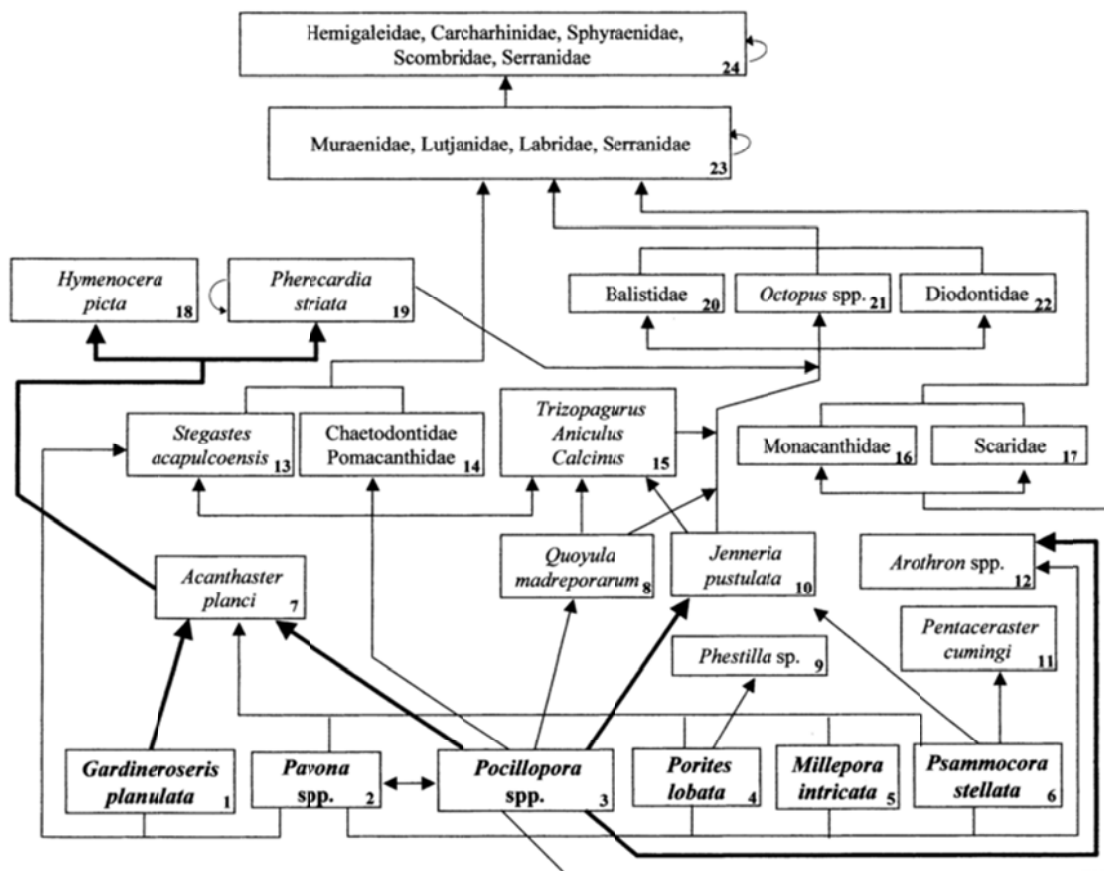 Hemigaleidae, Carcharhinidae, Sphyraenidae,
Scombridae, Serranidae
24
Muraenidae, Lutjanidae, Labridae, Serranidae
23
Hymenocera
picta
18
Pherecardia
striata
19
Balistidae
20
Octopus spp.
21
Diodontidae
22
Stegastes
acapulcoensis
13
Chaetodontidae
Pomacanthidae
14
Trizopagurus
Aniculus
Calcinus
15
Monacanthidae
16
Scaridae
17
Acanthaster
planci
7
Quoyula
madreporarum
8
Jenneria
pustulata
10
Arothron spp.
12
Phestilla sp.
9
Pentaceraster
cumingi
11
Gardineroseris
planulata
1
Pavona
spp.
2
Pocillopora
spp.
3
Porites
lobata
4
Millepora
intricata
5
Psammocora
stellata
6